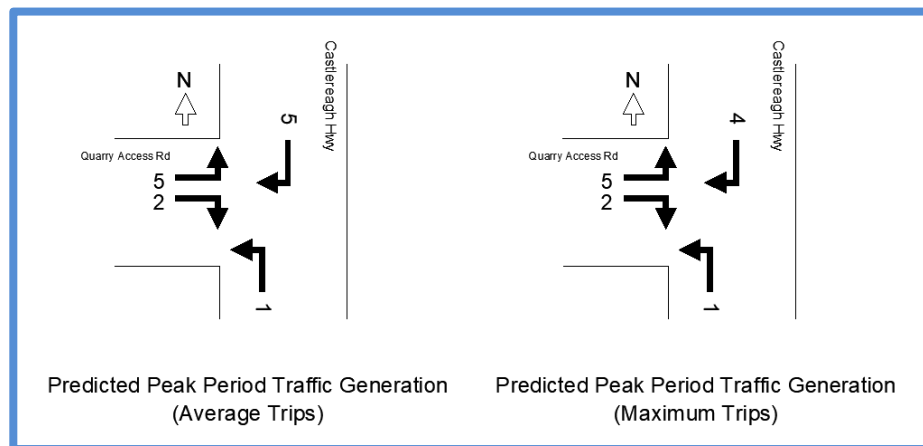 Castlereagh Hwy
N
5
Quarry Access Rd
5
2
1
Predicted Peak Period Traffic Generation
(Average Trips)
Castlereagh Hwy
N
4
Quarry Access Rd
5
2
1
Predicted Peak Period Traffic Generation
(Maximum Trips)